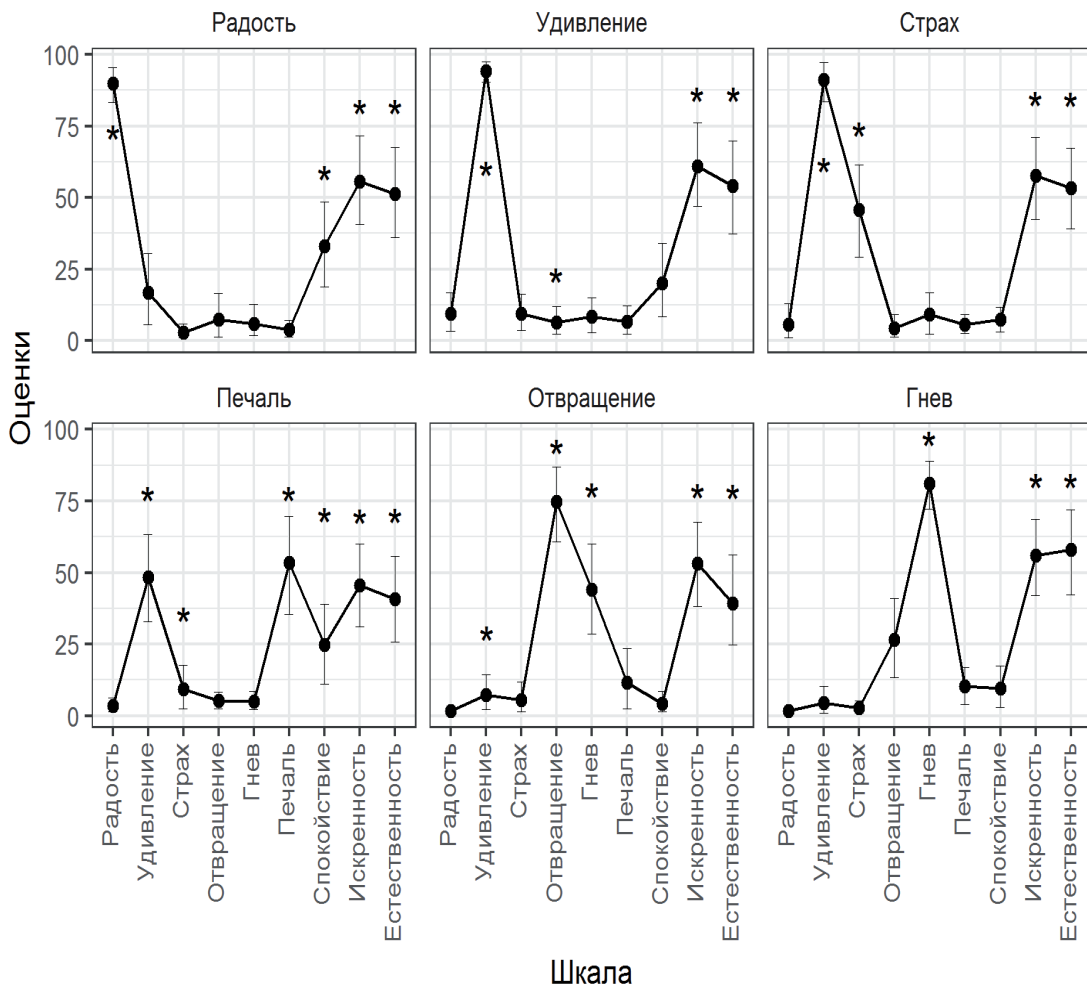 Радость
Удивление
Страх
100
75
50
25
0
* * * *
* * * *
* * * *
Оценки
Печаль
Отвращение
Гнев
100
75
50
25
0
* * * * * *
* * * * *
* * *
Радость
Удивление
Страх
Отвращение
Гнев
Печаль
Спокойствие
Искренность
Естественность
Радость
Удивление
Страх
Отвращение
Гнев
Печаль
Спокойствие
Искренность
Естественность
Радость
Удивление
Страх
Отвращение
Гнев
Печаль
Спокойствие
Искренность
Естественность
Шкала